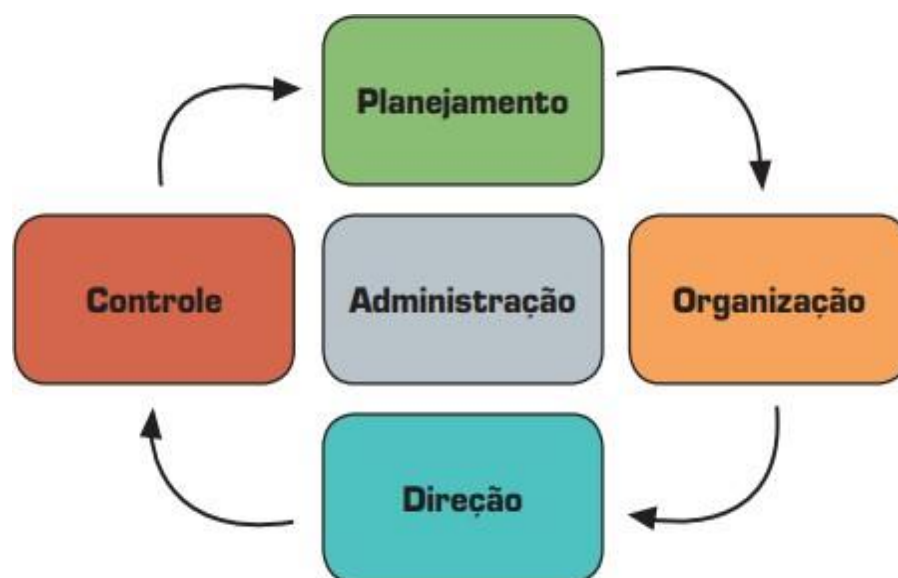 Planejamento
Controle
Administração
Organização
Direção